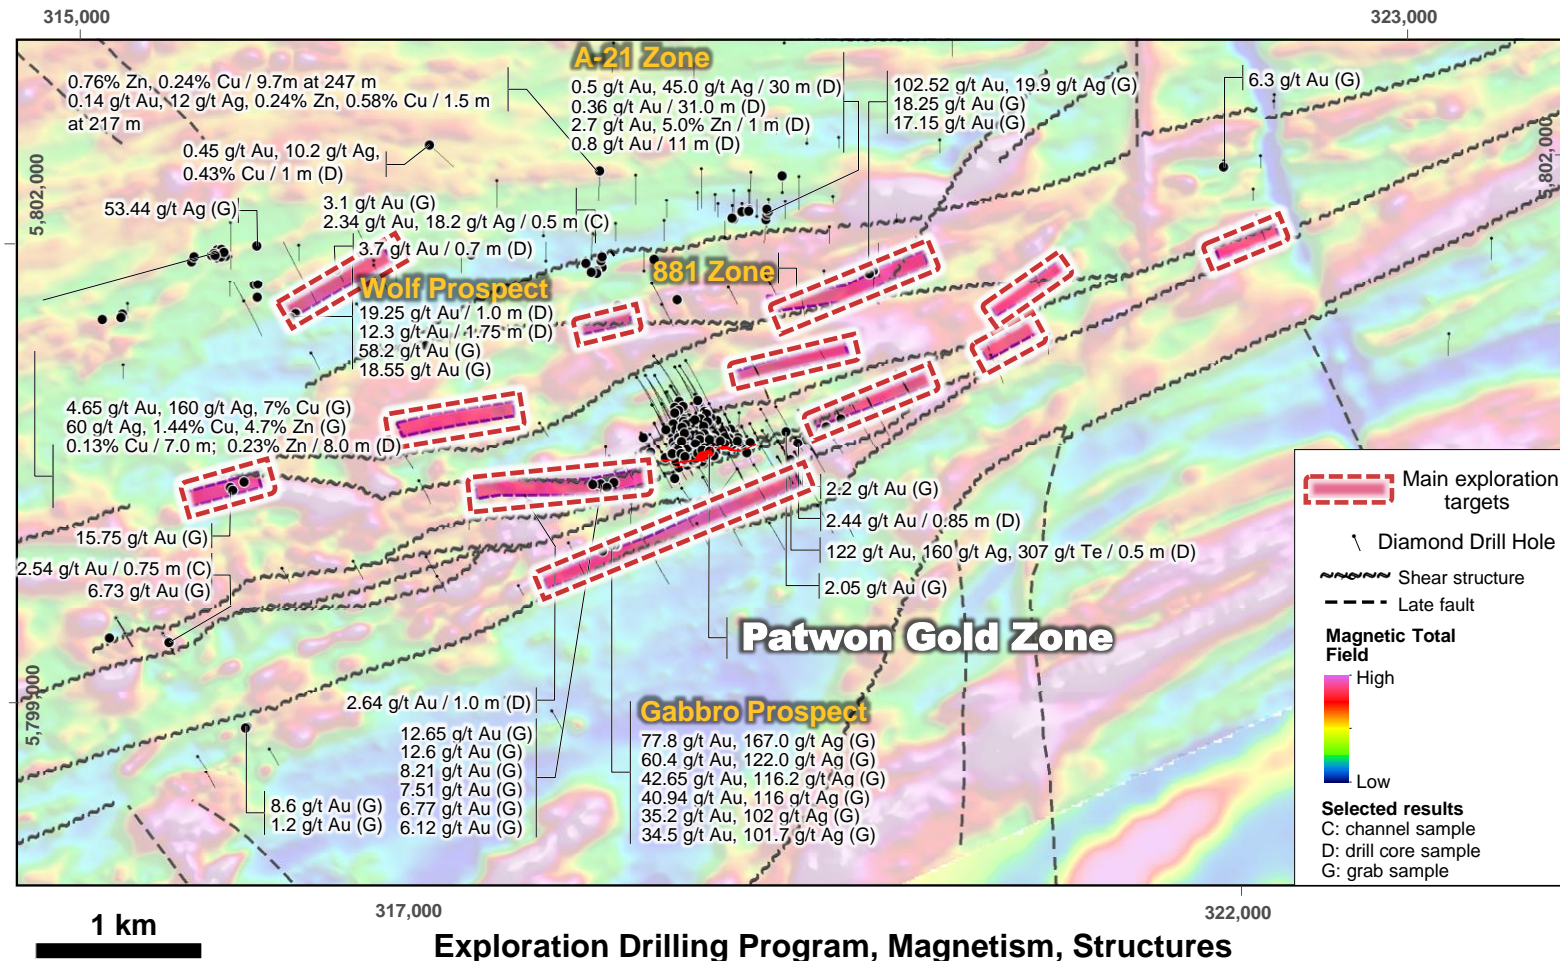 315,000
323,000
A-21 Zone
0.5 g/t Au, 45.0 g/t Ag / 30 m (D)
0.36 g/t Au / 31.0 m (D)
2.7 g/t Au, 5.0% Zn / 1 m (D)
0.8 g/t Au / 11 m (D)
0.76% Zn, 0.24% Cu / 9.7m at 247 m
0.14 g/t Au, 12 g/t Ag, 0.24% Zn, 0.58% Cu / 1.5 m
at 217 m
102.52 g/t Au, 19.9 g/t Ag (G)
18.25 g/t Au (G)
17.15 g/t Au (G)
6.3 g/t Au (G)
0.45 g/t Au, 10.2 g/t Ag,
0.43% Cu / 1 m (D)
5,802,000
5,802,000
53.44 g/t Ag (G)
3.1 g/t Au (G)
2.34 g/t Au, 18.2 g/t Ag / 0.5 m (C)
3.7 g/t Au / 0.7 m (D)
881 Zone
Wolf Prospect
19.25 g/t Au / 1.0 m (D)
12.3 g/t Au / 1.75 m (D)
58.2 g/t Au (G)
18.55 g/t Au (G)
4.65 g/t Au, 160 g/t Ag, 7% Cu (G)
60 g/t Ag, 1.44% Cu, 4.7% Zn (G)
0.13% Cu / 7.0 m; 0.23% Zn / 8.0 m (D)
15.75 g/t Au (G)
2.54 g/t Au / 0.75 m (C)
6.73 g/t Au (G)
2.2 g/t Au (G)
2.44 g/t Au / 0.85 m (D)
122 g/t Au, 160 g/t Ag, 307 g/t Te / 0.5 m (D)
2.05 g/t Au (G)
Patwon Gold Zone
5,799,000
2.64 g/t Au / 1.0 m (D)
12.65 g/t Au (G)
12.6 g/t Au (G)
8.21 g/t Au (G)
7.51 g/t Au (G)
6.77 g/t Au (G)
6.12 g/t Au (G)
8.6 g/t Au (G)
1.2 g/t Au (G)
Gabbro Prospect
77.8 g/t Au, 167.0 g/t Ag (G)
60.4 g/t Au, 122.0 g/t Ag (G)
42.65 g/t Au, 116.2 g/t Ag (G)
40.94 g/t Au, 116 g/t Ag (G)
35.2 g/t Au, 102 g/t Ag (G)
34.5 g/t Au, 101.7 g/t Ag (G)
Main exploration
targets
Diamond Drill Hole
Shear structure
Late fault
Magnetic Total
Field
High
Low
Selected results
C: channel sample
D: drill core sample
G: grab sample
1 km
317,000
322,000
Exploration Drilling Program, Magnetism, Structures